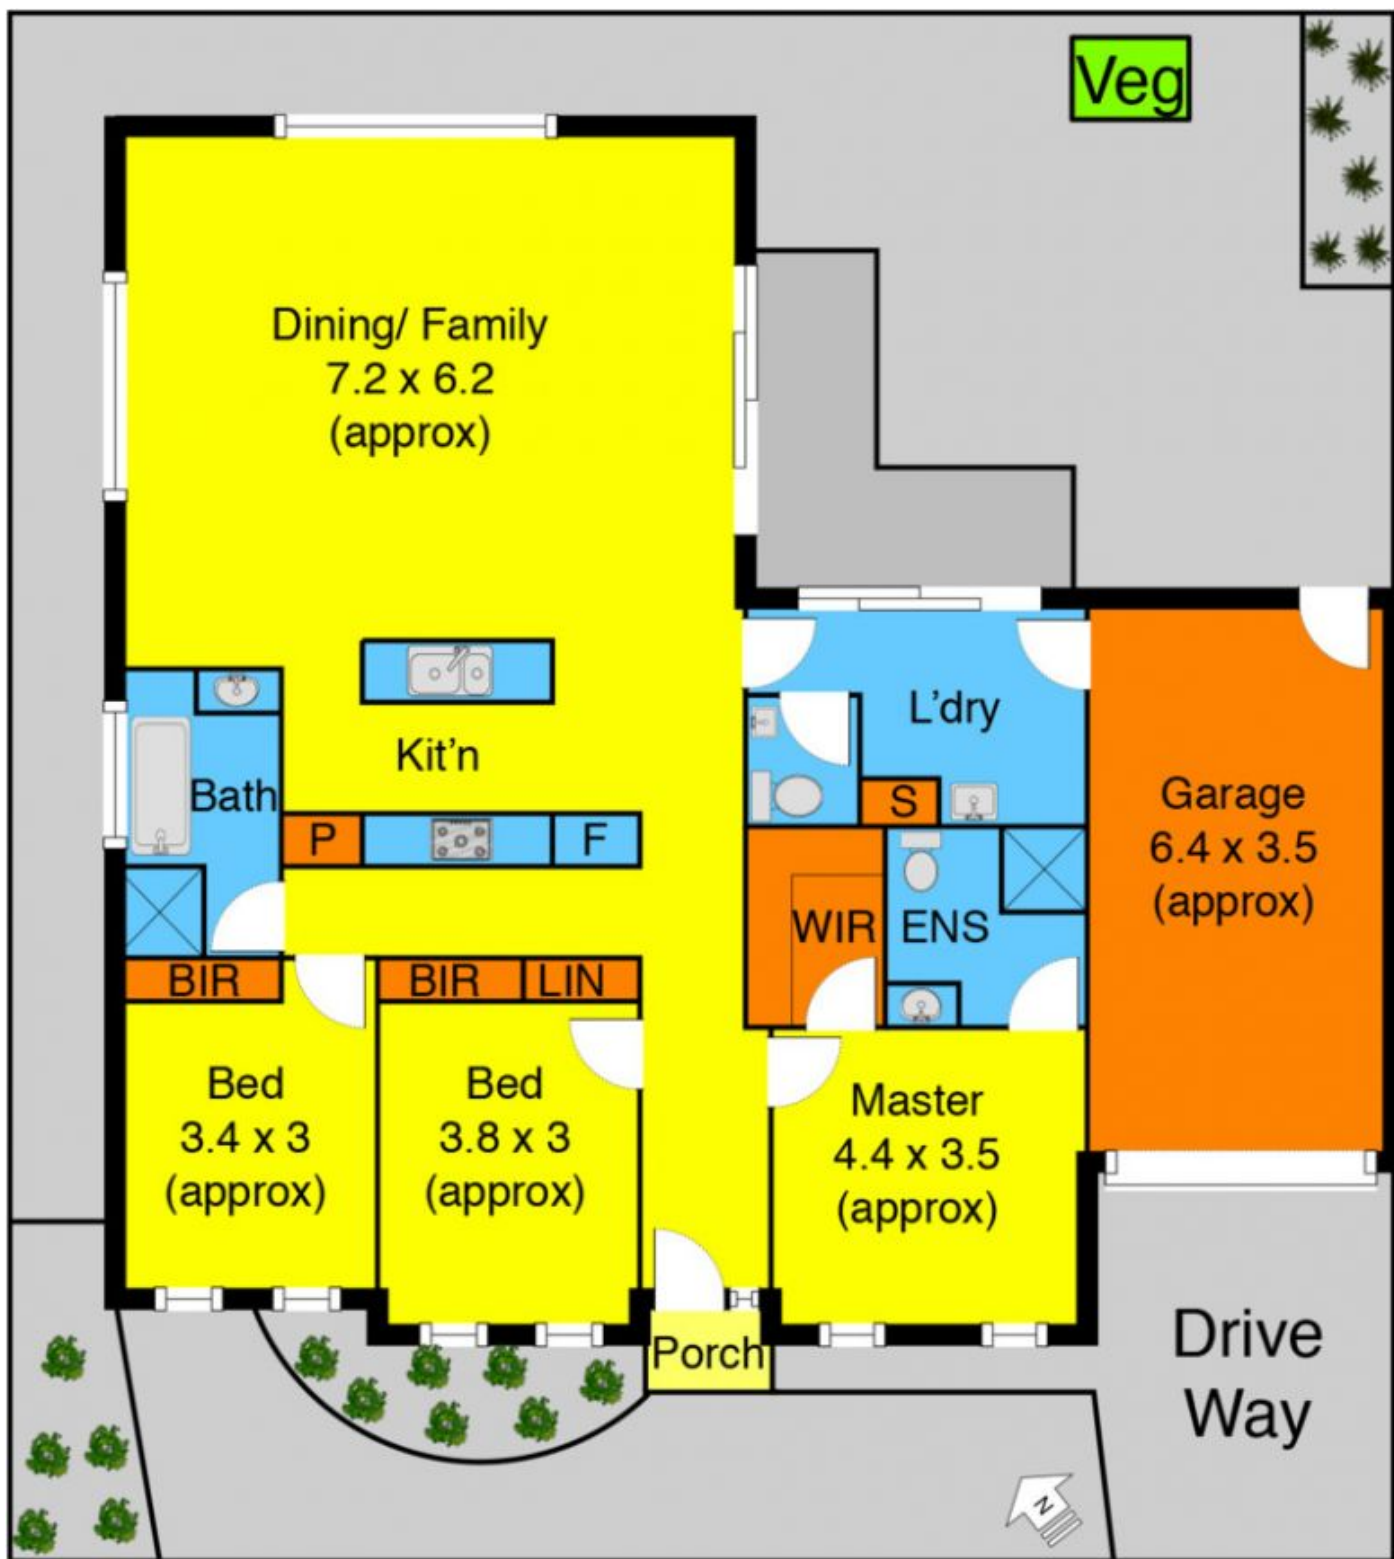 Veg
Dining/ Family
7.2 x 6.2
(approx)
Kit'n
L'dry
Bath
P
F
S
Garage
6.4 x 3.5
(approx)
WIR
ENS
BIR
BIR
LIN
Bed
3.4 x 3
(approx)
Bed
3.8 x 3
(approx)
Master
4.4 x 3.5
(approx)
Porch
Drive
Way
N